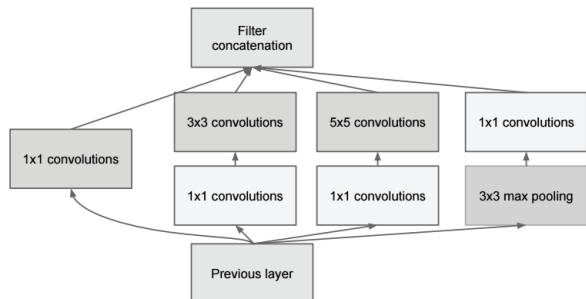 Filter
concatenation
3x3 convolutions
5x5 convolutions
1x1 convolutions
1x1 convolutions
1x1 convolutions
1x1 convolutions
3x3 max pooling
Previous layer